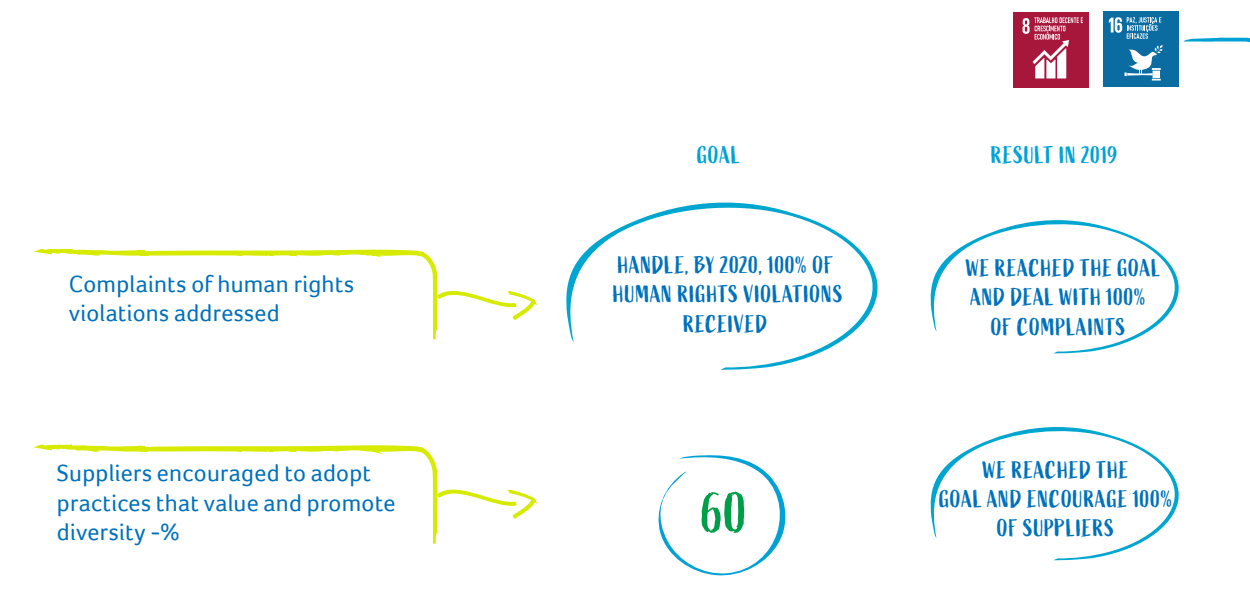 8 TRABALHO DECENTE E
CRESCIMENTO
ECONÔMICO
16 PAZ, JUSTIÇA E
INSTITUIÇÕES
EFICAZES
GOAL
RESULT IN 2019
Complaints of human rights
violations addressed
HANDLE, BY 2020, 100% OF
HUMAN RIGHTS VIOLATIONS
RECEIVED
WE REACHED THE GOAL
AND DEAL WITH 100%
OF COMPLAINTS
Suppliers encouraged to adopt
practices that value and promote
diversity -%
60
WE REACHED THE
GOAL AND ENCOURAGE 100%
OF SUPPLIERS